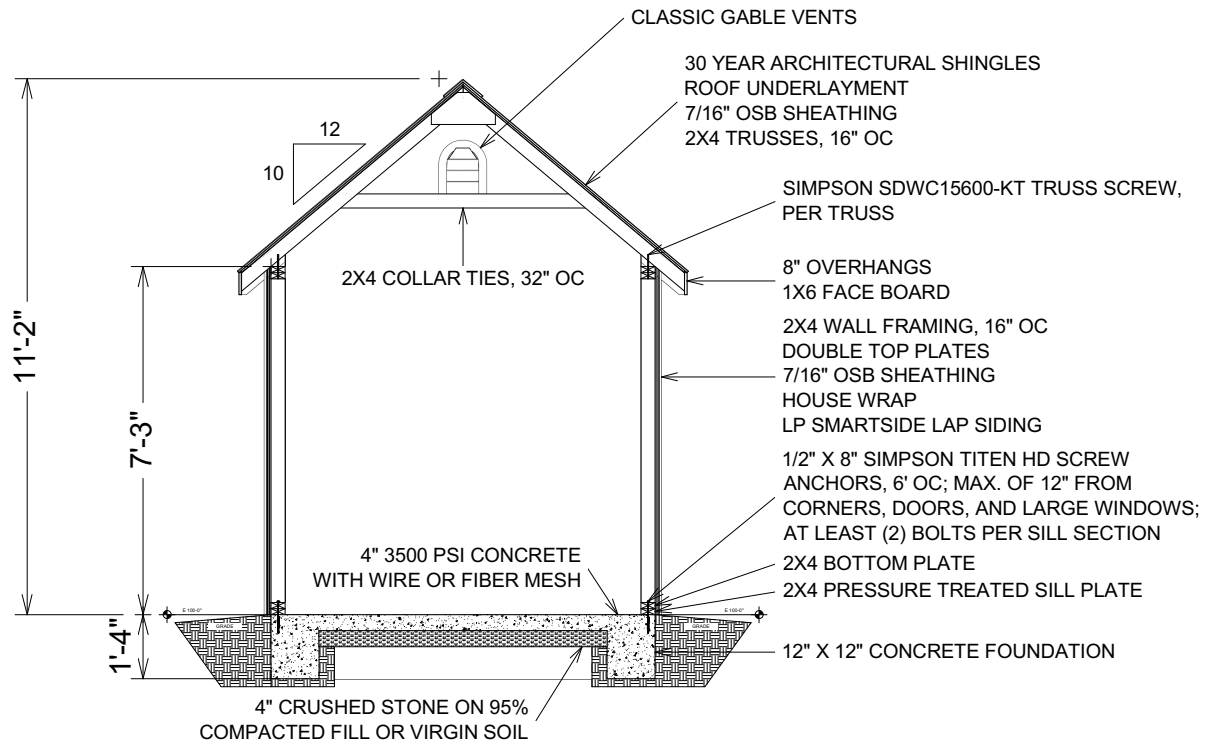 CLASSIC GABLE VENTS
30 YEAR ARCHITECTURAL SHINGLES
ROOF UNDERLAYMENT
7/16" OSB SHEATHING
2X4 TRUSSES, 16" OC
12
10
SIMPSON SDWC15600-KT TRUSS SCREW,
PER TRUSS
2X4 COLLAR TIES, 32" OC
8" OVERHANGS
1X6 FACE BOARD
11'-2"
7'-3"
2X4 WALL FRAMING, 16" OC
DOUBLE TOP PLATES
7/16" OSB SHEATHING
HOUSE WRAP
LP SMARTSIDE LAP SIDING
1/2" X 8" SIMPSON TITEN HD SCREW
ANCHORS, 6' OC; MAX. OF 12" FROM
CORNERS, DOORS, AND LARGE WINDOWS;
AT LEAST (2) BOLTS PER SILL SECTION
4" 3500 PSI CONCRETE
WITH WIRE OR FIBER MESH
2X4 BOTTOM PLATE
2X4 PRESSURE TREATED SILL PLATE
E 100-0"
E 100-0"
GRADE
GRADE
1'-4"
12" X 12" CONCRETE FOUNDATION
4" CRUSHED STONE ON 95%
COMPACTED FILL OR VIRGIN SOIL